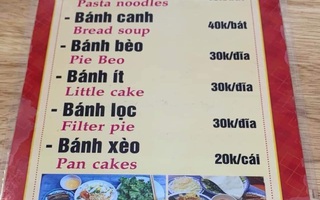 Pasta noodles
- Bánh canh 40k/bát
Bread soup
- Bánh bèo 30k/đĩa
Pie Beo
- Bánh ít 30k/đĩa
Little cake
- Bánh lọc 30k/đĩa
Filter pie
- Bánh xèo 20k/cái
Pan cakes